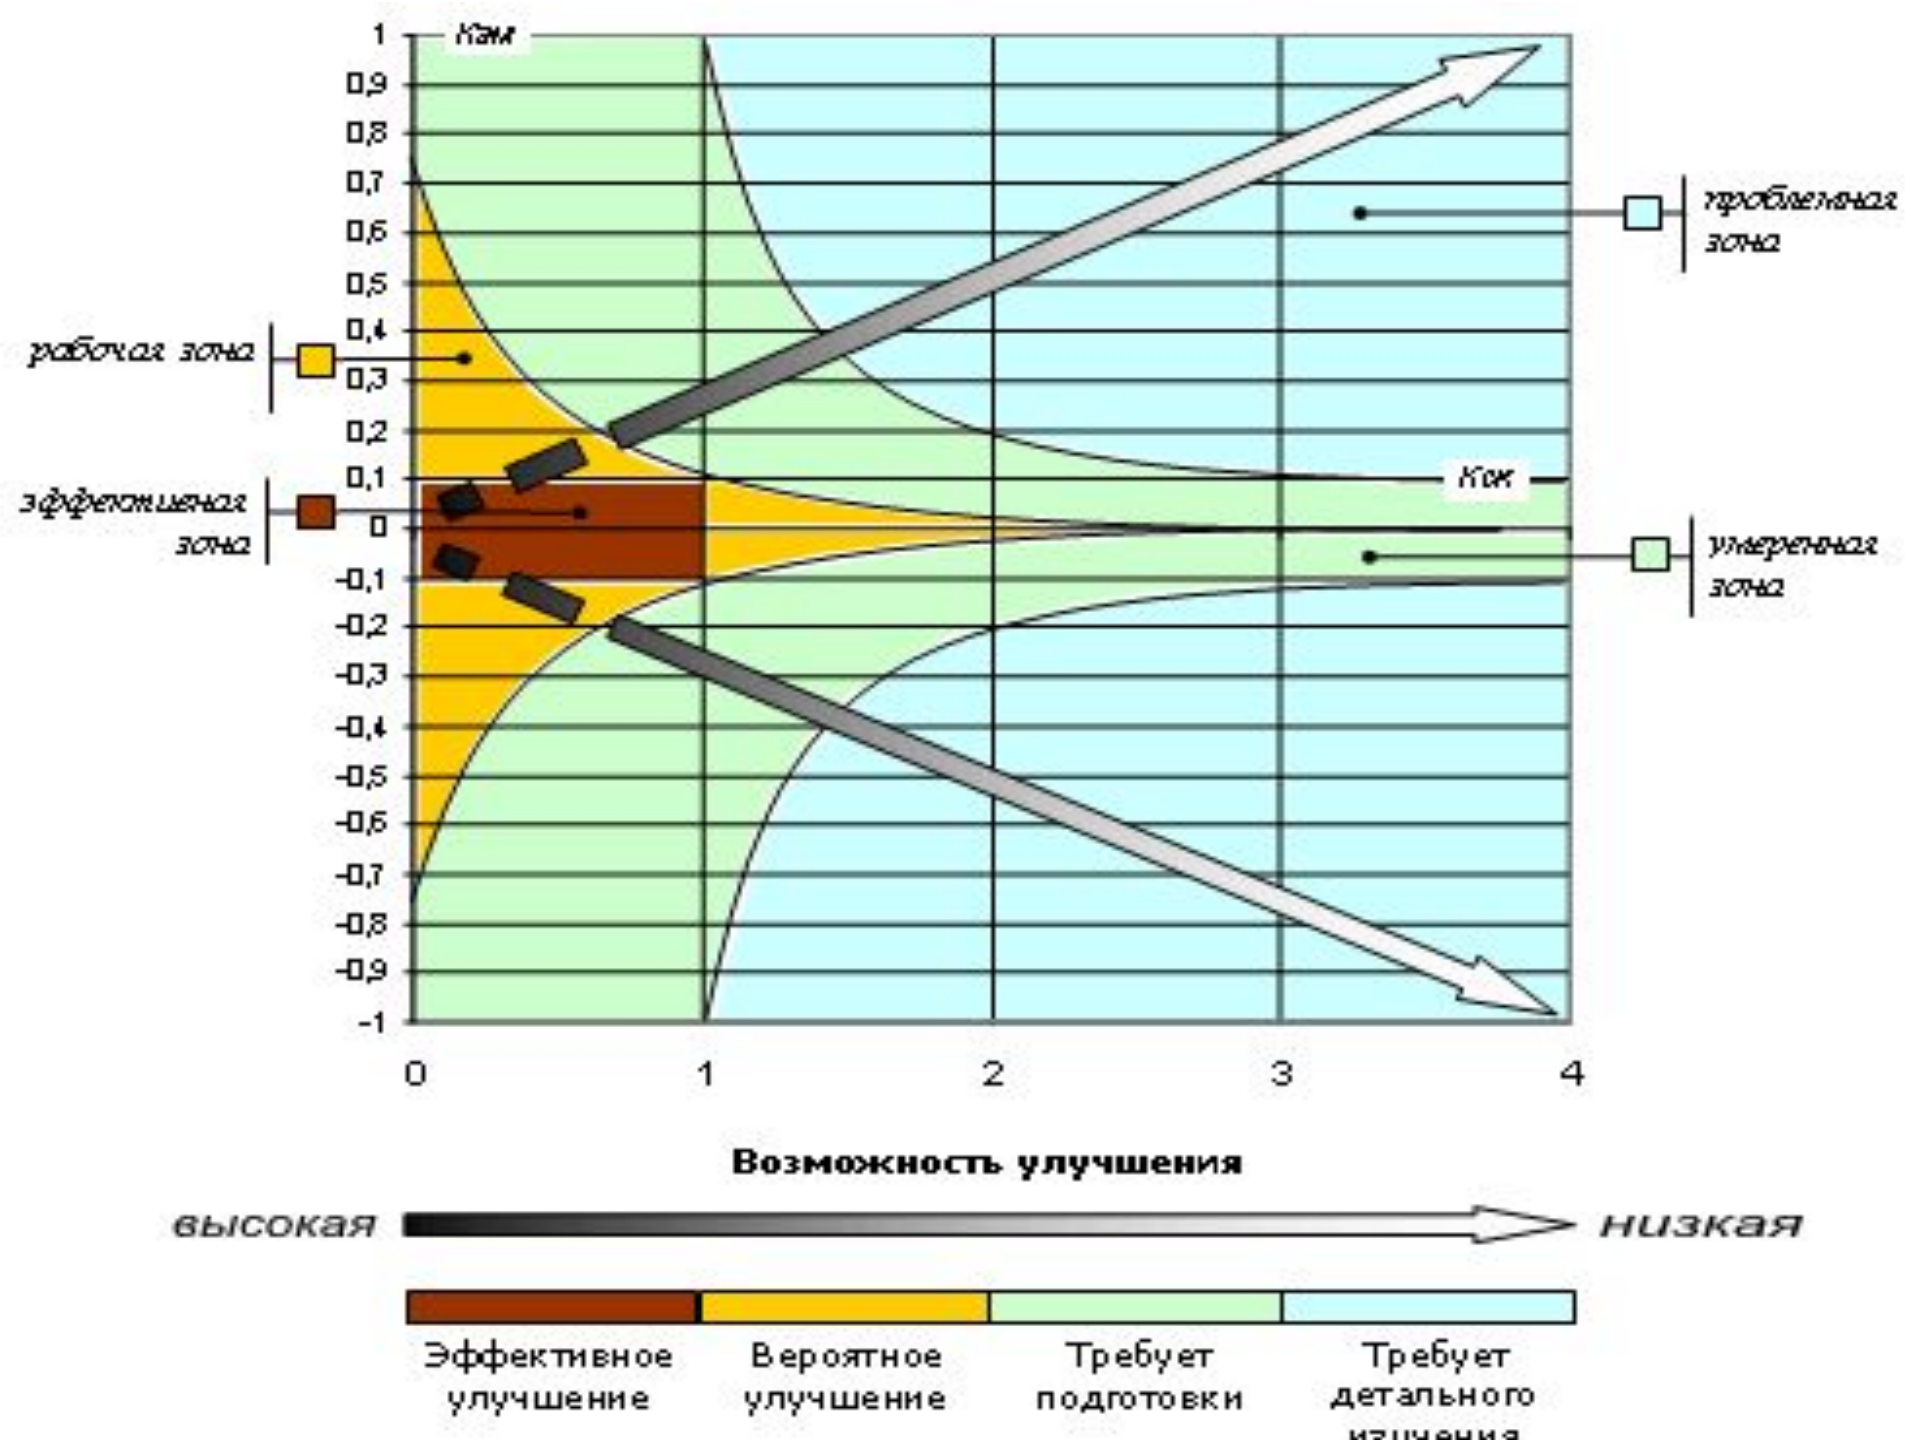 Кэм
1
0,9
0,8
0,7
0,6
0,5
0,4
0,3
0,2
0,1
0
-0,1
-0,2
-0,3
-0,4
-0,5
-0,6
-0,7
-0,8
-0,9
-1
проблемная
зона
рабочая зона
Кок
эффективная
зона
умеренная
зона
0 1 2 3 4
Возможность улучшения
высокая низкая
Эффективное
улучшение
Вероятное
улучшение
Требует
подготовки
Требует
детального
изучения